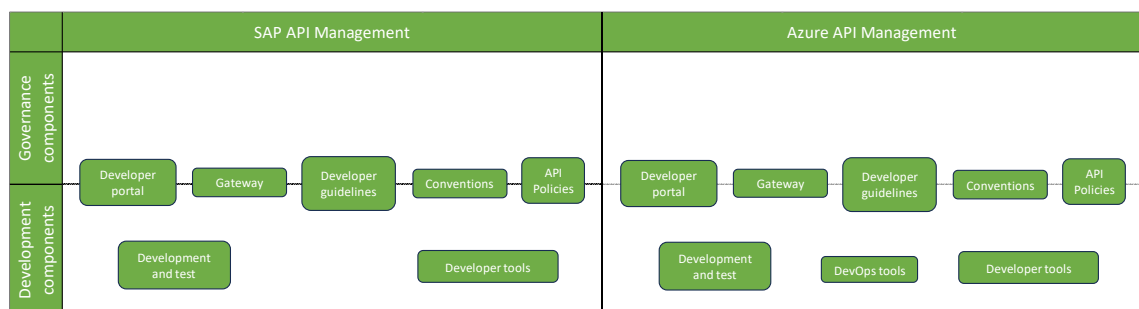 SAP API Management
Azure API Management
Governance
components
Developer
portal
Gateway
Developer
guidelines
Conventions
API
Policies
Developer
portal
Gateway
Developer
guidelines
Conventions
API
Policies
Development
components
Development
and test
Developer tools
Development
and test
DevOps tools
Developer tools